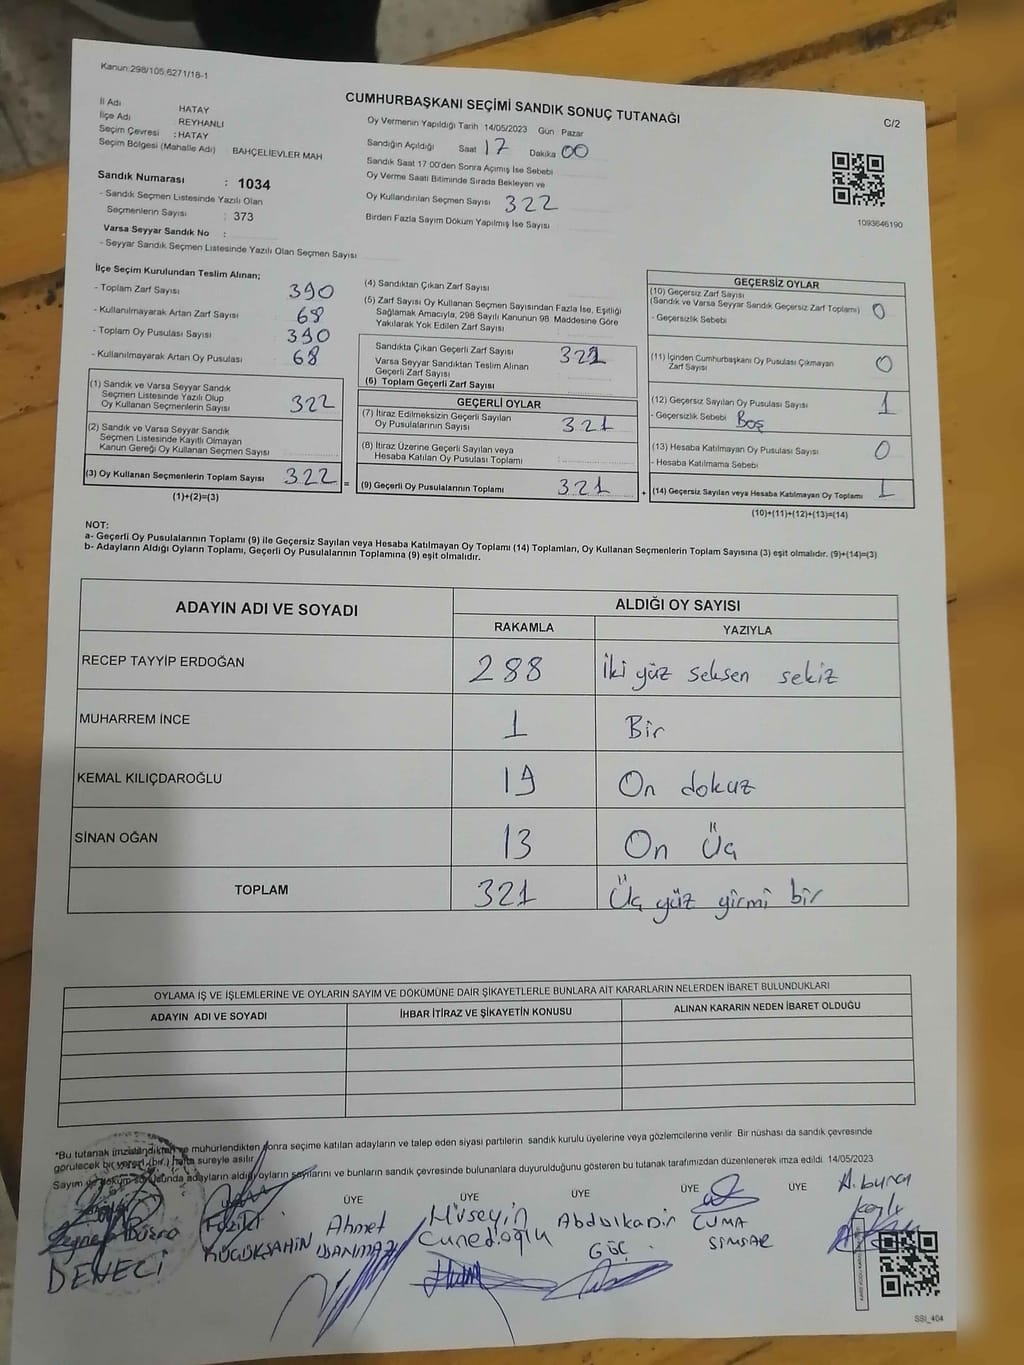 Kanun:298/105;6271/18-1
CUMHURBAŞKANI SEÇİMİ SANDIK SONUÇ TUTANAĞI
C/2
İl Adı HATAY
İlçe Adı REYHANLI
Seçim Çevresi : HATAY
Seçim Bölgesi (Mahalle Adı) BAHÇELİEVLER MAH
Sandık Numarası : 1034
- Sandık Seçmen Listesinde Yazılı Olan
Seçmenlerin Sayısı : 373
Varsa Seyyar Sandık No :
- Seyyar Sandık Seçmen Listesinde Yazılı Olan Seçmen Sayısı
Oy Vermenin Yapıldığı Tarih 14/05/2023 Gün Pazar
Sandığın Açıldığı Saat 17 Dakika 00
Sandık Saat 17:00'den Sonra Açımış İse Sebebi
Oy Verme Saati Bitiminde Sırada Bekleyen ve
Oy Kullandırılan Seçmen Sayısı 322
Birden Fazla Sayım Döküm Yapılmış İse Sayısı
1093646190
İlçe Seçim Kurulundan Teslim Alınan;
- Toplam Zarf Sayısı 390
- Kullanılmayarak Artan Zarf Sayısı 68
- Toplam Oy Pusulası Sayısı 390
- Kullanılmayarak Artan Oy Pusulası 68
(1) Sandık ve Varsa Seyyar Sandık
Seçmen Listesinde Yazılı Olup
Oy Kullanan Seçmenlerin Sayısı 322
(2) Sandık ve Varsa Seyyar Sandık
Seçmen Listesinde Kayıtlı Olmayan
Kanun Gereği Oy Kullanan Seçmen Sayısı
(3) Oy Kullanan Seçmenlerin Toplam Sayısı 322 =
(1)+(2)=(3)
(4) Sandıktan Çıkan Zarf Sayısı
(5) Zarf Sayısı Oy Kullanan Seçmen Sayısından Fazla İse, Eşitliği
Sağlamak Amacıyla, 298 Sayılı Kanunun 98. Maddesine Göre
Yakılarak Yok Edilen Zarf Sayısı
Sandıkta Çıkan Geçerli Zarf Sayısı 321
Varsa Seyyar Sandıktan Teslim Alınan
Geçerli Zarf Sayısı
(6) Toplam Geçerli Zarf Sayısı
GEÇERLİ OYLAR
(7) İtiraz Edilmeksizin Geçerli Sayılan
Oy Pusulalarının Sayısı 321
(8) İtiraz Üzerine Geçerli Sayılan veya
Hesaba Katılan Oy Pusulası Toplamı
(9) Geçerli Oy Pusulalarının Toplamı 321 +
GEÇERSİZ OYLAR
(10) Geçersiz Zarf Sayısı
(Sandık ve Varsa Seyyar Sandık Geçersiz Zarf Toplamı) 0
- Geçersizlik Sebebi
(11) İçinden Cumhurbaşkanı Oy Pusulası Çıkmayan
Zarf Sayısı 0
(12) Geçersiz Sayılan Oy Pusulası Sayısı 1
- Geçersizlik Sebebi Boş
(13) Hesaba Katılmayan Oy Pusulası Sayısı 0
- Hesaba Katılmama Sebebi
(14) Geçersiz Sayılan veya Hesaba Katılmayan Oy Toplamı 1
(10)+(11)+(12)+(13)=(14)
NOT:
a- Geçerli Oy Pusulalarının Toplamı (9) ile Geçersiz Sayılan veya Hesaba Katılmayan Oy Toplamı (14) Toplamları, Oy Kullanan Seçmenlerin Toplam Sayısına (3) eşit olmalıdır. (9)+(14)=(3)
b- Adayların Aldığı Oyların Toplamı, Geçerli Oy Pusulalarının Toplamına (9) eşit olmalıdır.
ADAYIN ADI VE SOYADI ALDIĞI OY SAYISI
RAKAMLA YAZIYLA
RECEP TAYYİP ERDOĞAN 288 İki yüz seksen sekiz
MUHARREM İNCE 1 Bir
KEMAL KILIÇDAROĞLU 19 On dokuz
SİNAN OĞAN 13 On Üç
TOPLAM 321 Üç yüz yirmi bir
OYLAMA İŞ VE İŞLEMLERİNE VE OYLARIN SAYIM VE DÖKÜMÜNE DAİR ŞİKAYETLERLE BUNLARA AİT KARARLARIN NELERDEN İBARET BULUNDUKLARI
ADAYIN ADI VE SOYADI İHBAR İTİRAZ VE ŞİKAYETİN KONUSU ALINAN KARARIN NEDEN İBARET OLDUĞU
*Bu tutanak imzalandıktan ve mühürlendikten sonra seçime katılan adayların ve talep eden siyasi partilerin sandık kurulu üyelerine veya gözlemcilerine verilir. Bir nüshası da sandık çevresinde
görülecek bir yere (bir) hafta süreyle asılır.
Sayım ve döküm sonucunda adayların aldığı oyların sayılarını ve bunların sandık çevresinde bulunanlara duyurulduğunu gösteren bu tutanak tarafımızdan düzenlenerek imza edildi. 14/05/2023
ÜYE ÜYE ÜYE ÜYE ÜYE
Zeynep Büşra
DENECİ
KÜÇÜKŞAHİN
Ahmet
Hüseyin
Cunedioğlu
Abdulkadir
GÖÇ
CUMA
SİMSAR
A.bura
SSI_404